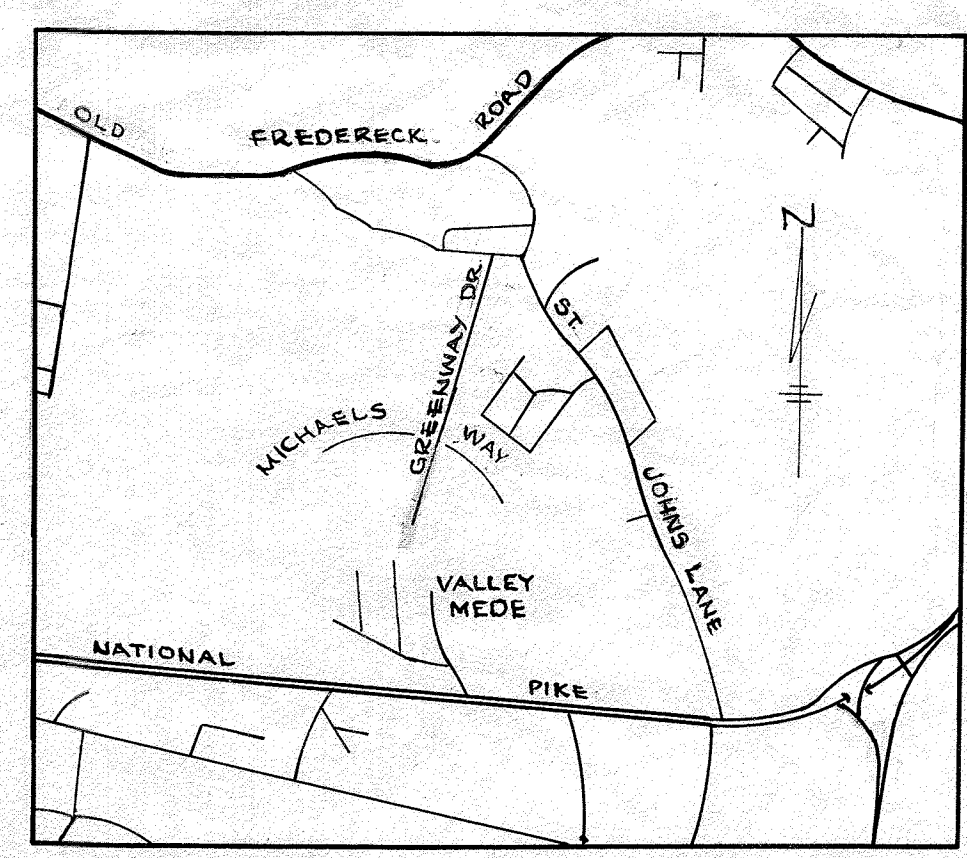 OLD FREDERECK ROAD
N
ST. JOHNS LANE
GREENWAY DR.
MICHAELS WAY
VALLEY
MEDE
NATIONAL PIKE